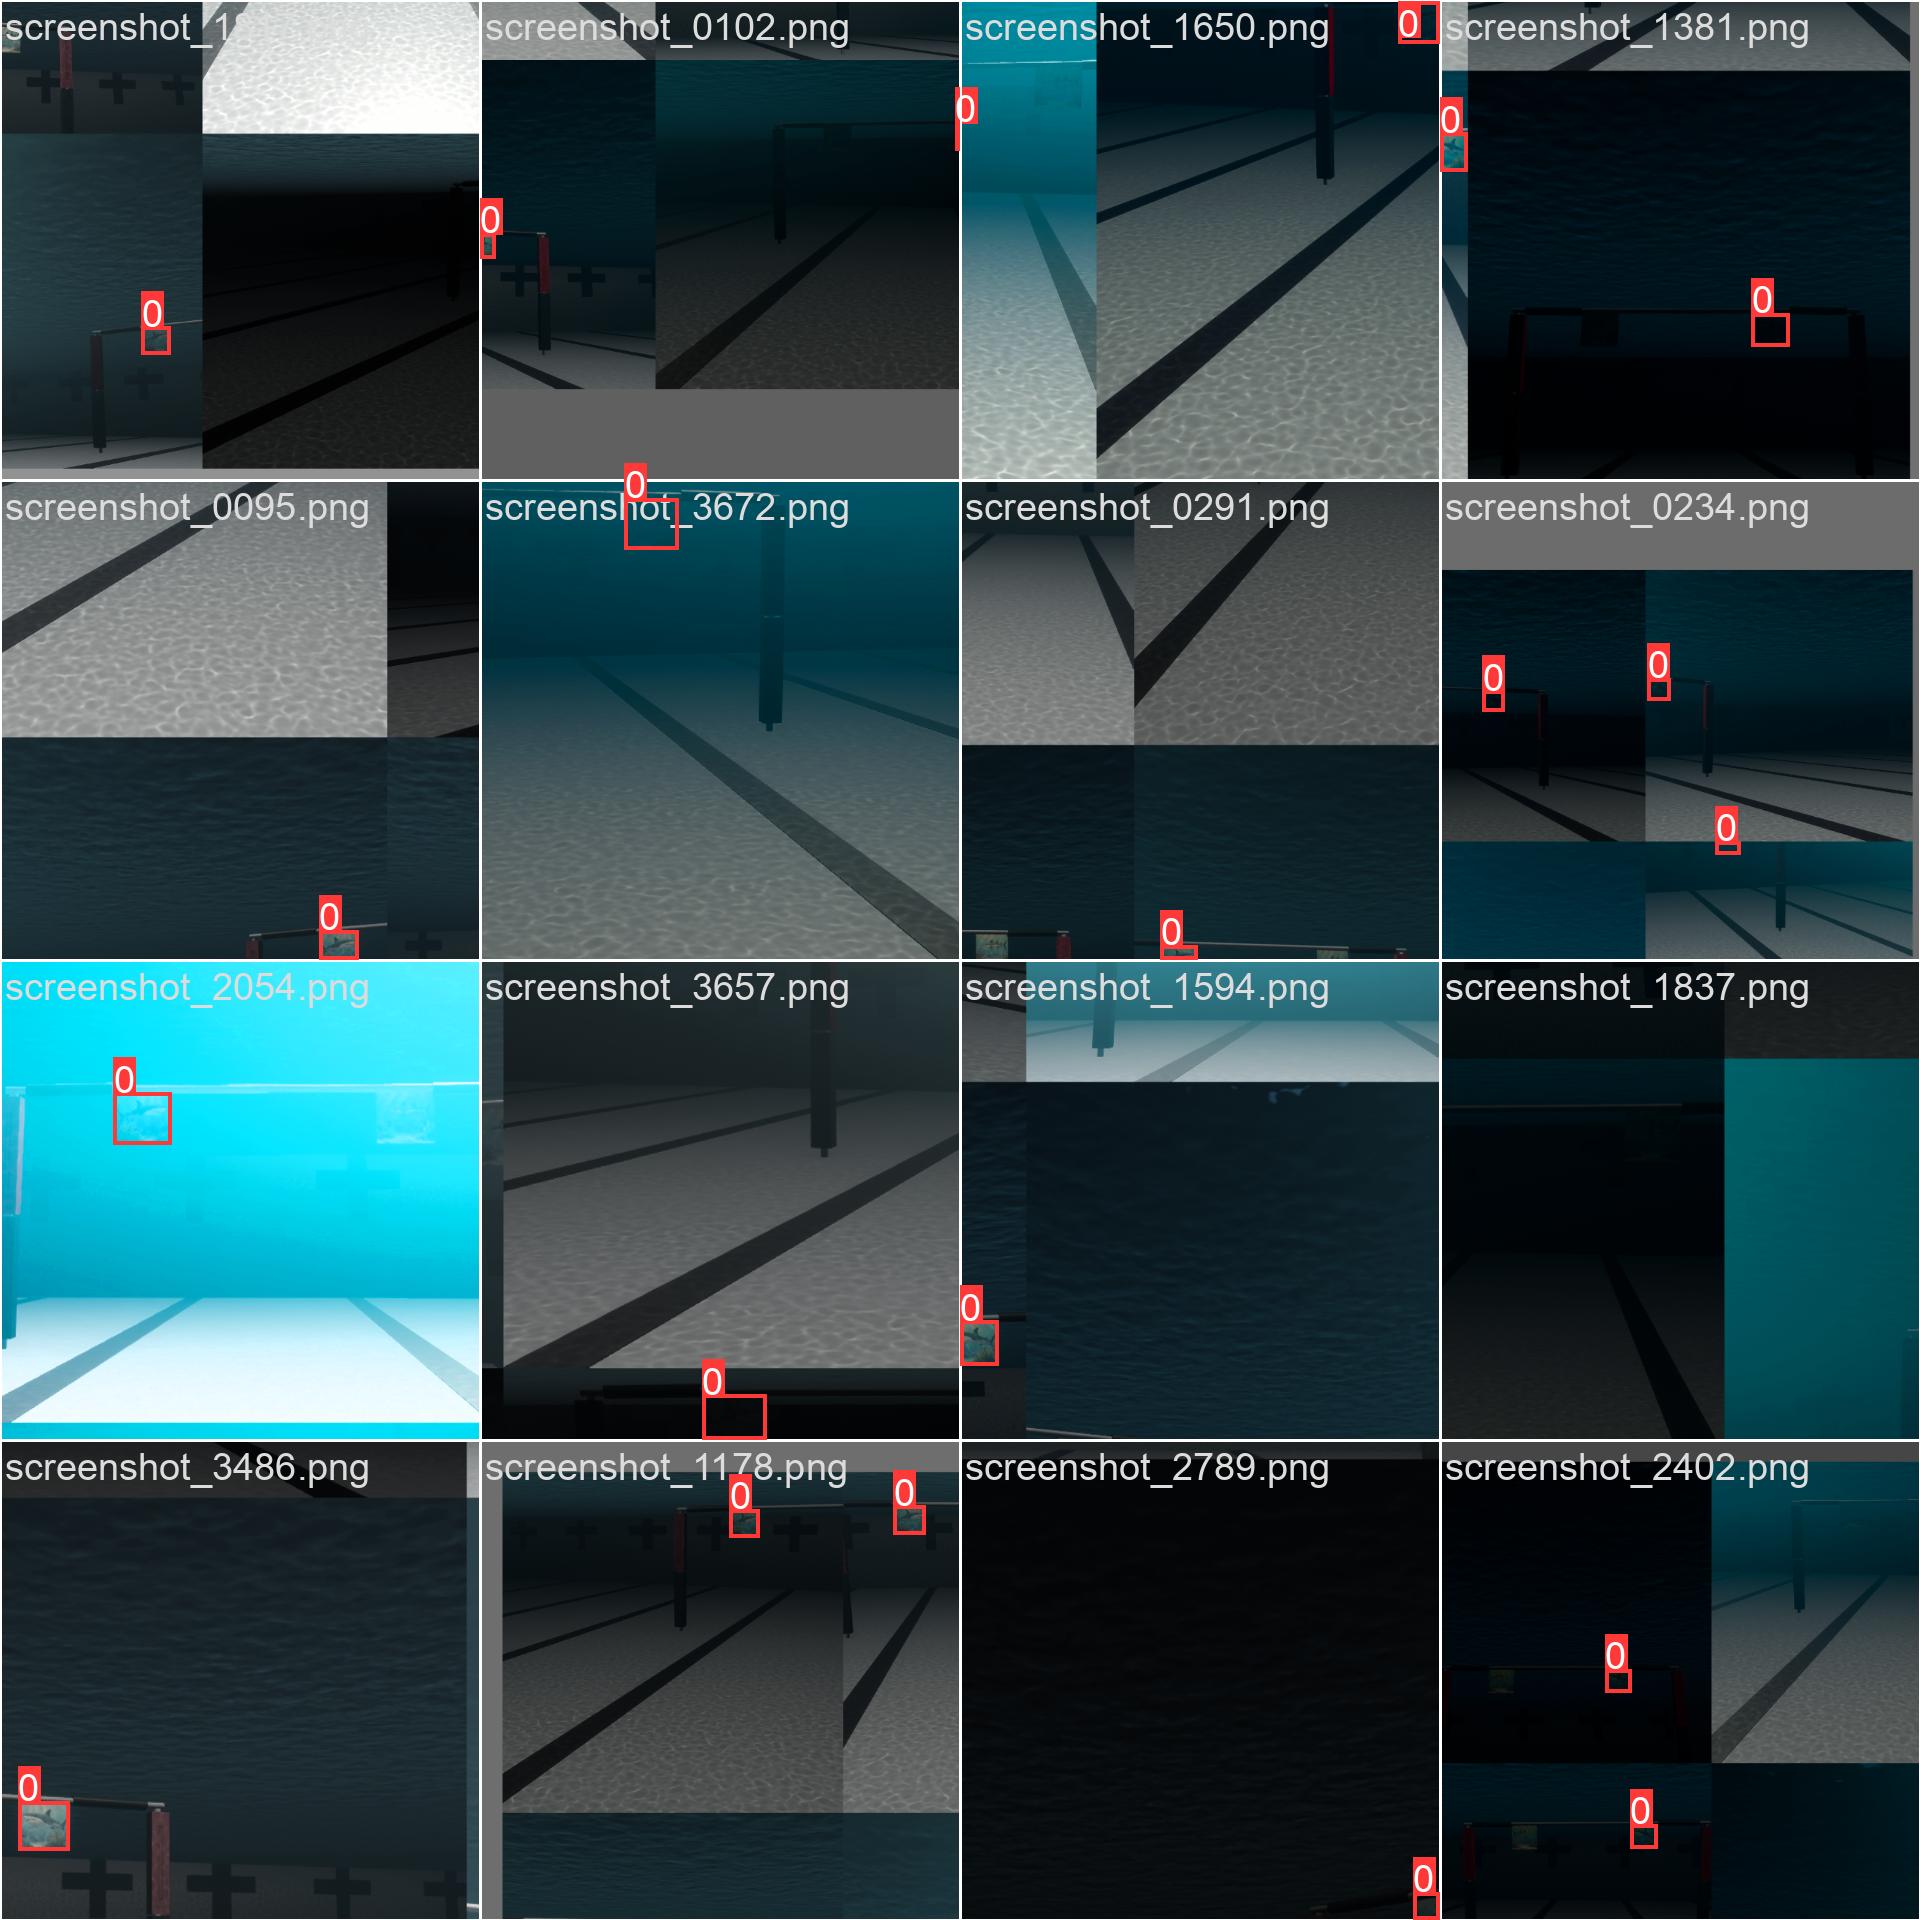 screenshot_0102.png
screenshot_1650.png
0
screenshot_1381.png
0
0
0
0
0
0
screenshot_0095.png
0
screenshot_3672.png
screenshot_0291.png
screenshot_0234.png
0
0
0
0
0
screenshot_2054.png
screenshot_3657.png
screenshot_1594.png
screenshot_1837.png
0
0
0
screenshot_3486.png
screenshot_1178.png
0
0
screenshot_2789.png
screenshot_2402.png
0
0
0
0